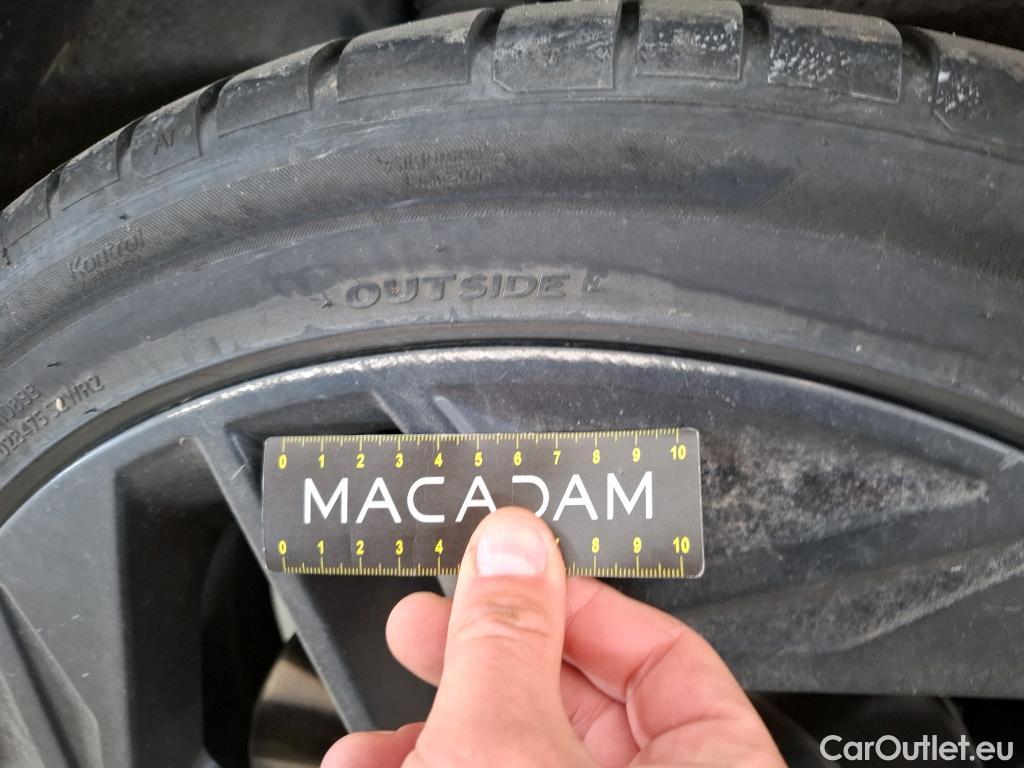 Kontrol
OUTSIDE
0 1 2 3 4 5 6 7 8 9 10
MACADAM
0 1 2 3 4 8 9 10
CarOutlet.eu